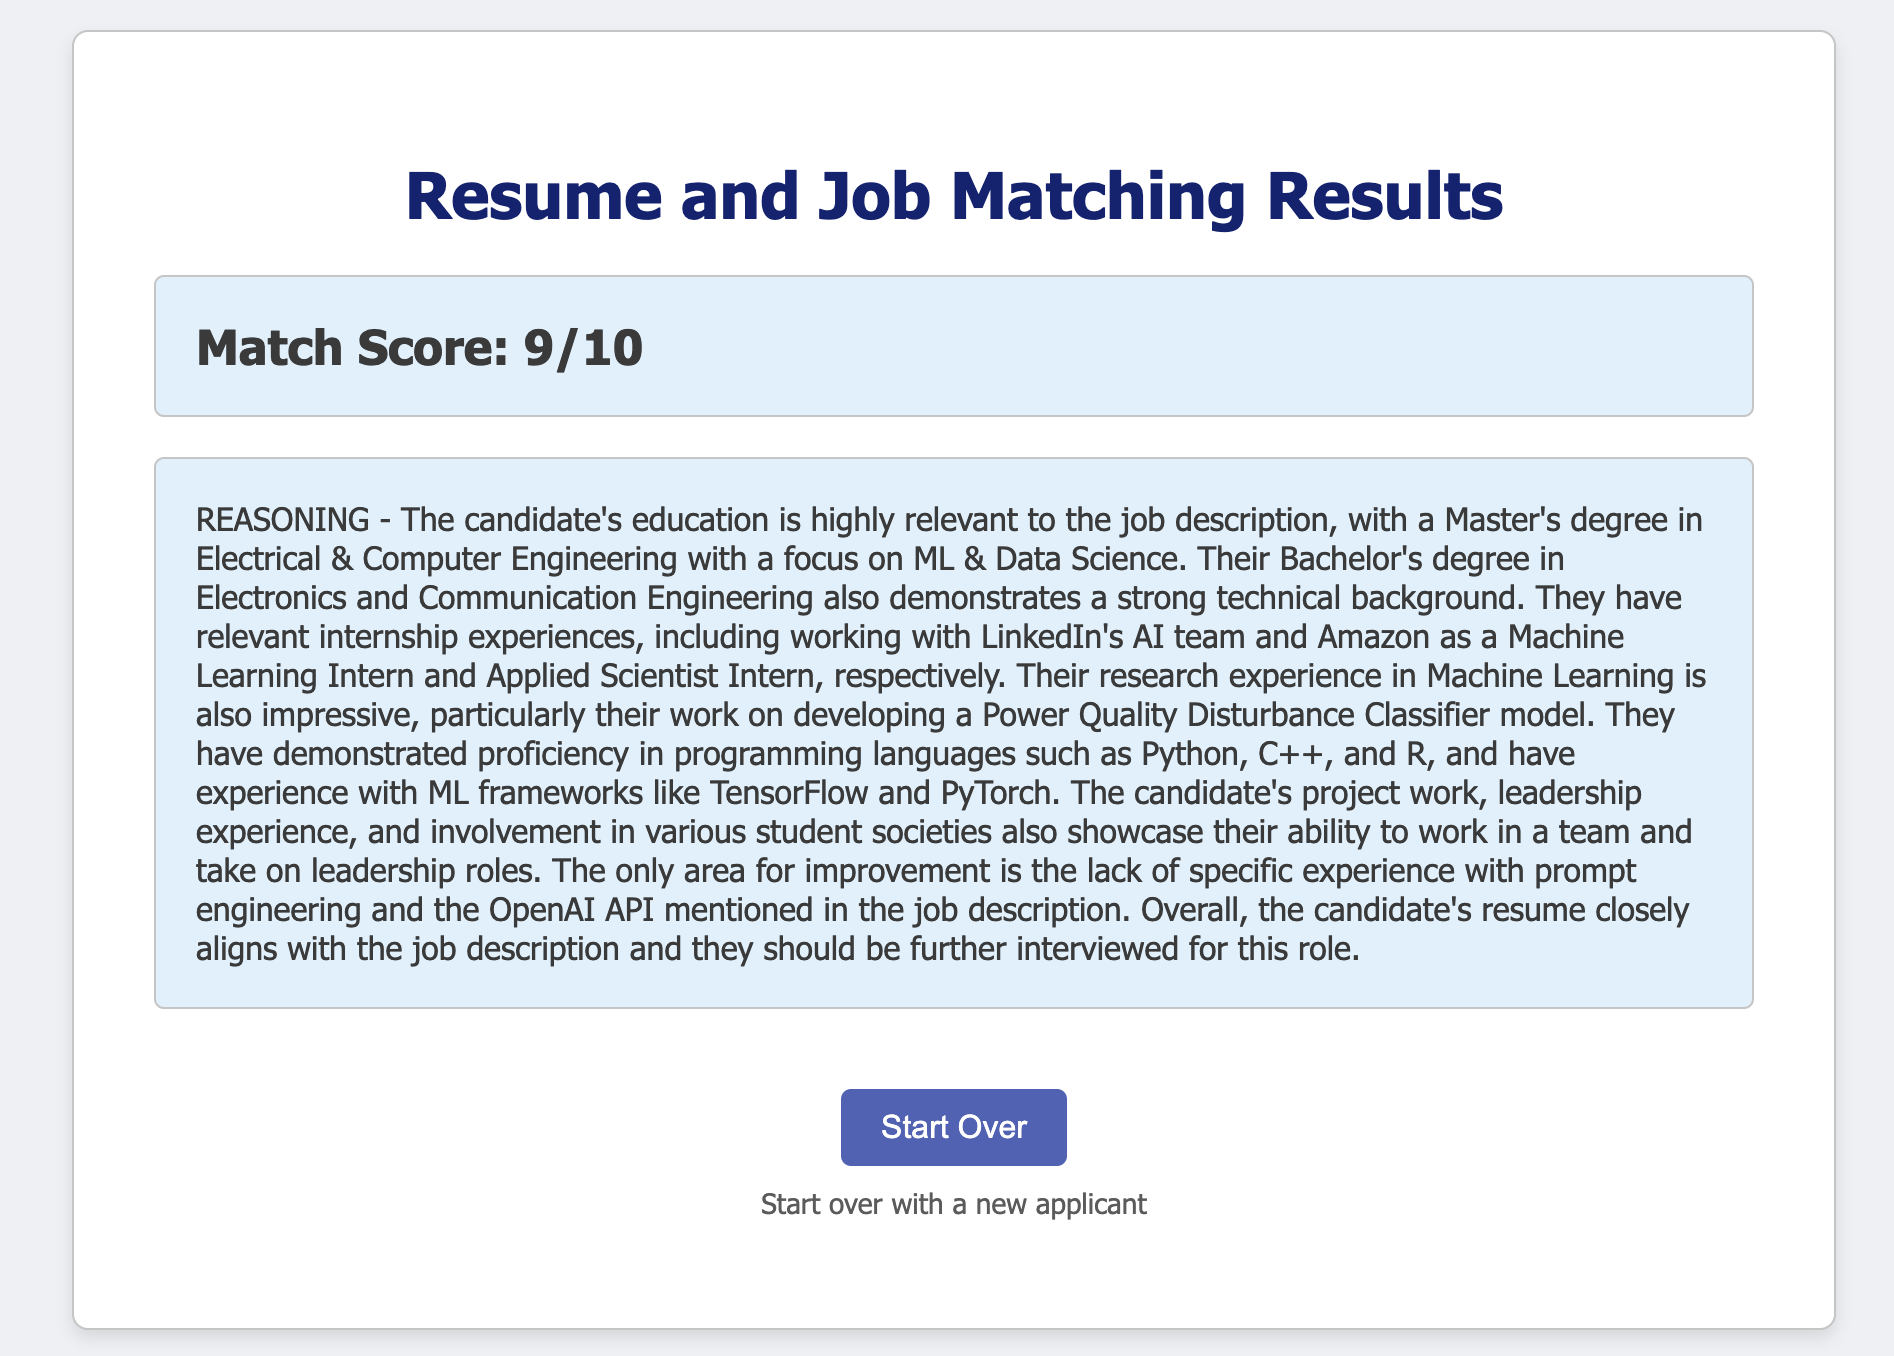 Resume and Job Matching Results
Match Score: 9/10
REASONING - The candidate's education is highly relevant to the job description, with a Master's degree in
Electrical & Computer Engineering with a focus on ML & Data Science. Their Bachelor's degree in
Electronics and Communication Engineering also demonstrates a strong technical background. They have
relevant internship experiences, including working with LinkedIn's AI team and Amazon as a Machine
Learning Intern and Applied Scientist Intern, respectively. Their research experience in Machine Learning is
also impressive, particularly their work on developing a Power Quality Disturbance Classifier model. They
have demonstrated proficiency in programming languages such as Python, C++, and R, and have
experience with ML frameworks like TensorFlow and PyTorch. The candidate's project work, leadership
experience, and involvement in various student societies also showcase their ability to work in a team and
take on leadership roles. The only area for improvement is the lack of specific experience with prompt
engineering and the OpenAI API mentioned in the job description. Overall, the candidate's resume closely
aligns with the job description and they should be further interviewed for this role.
Start Over
Start over with a new applicant